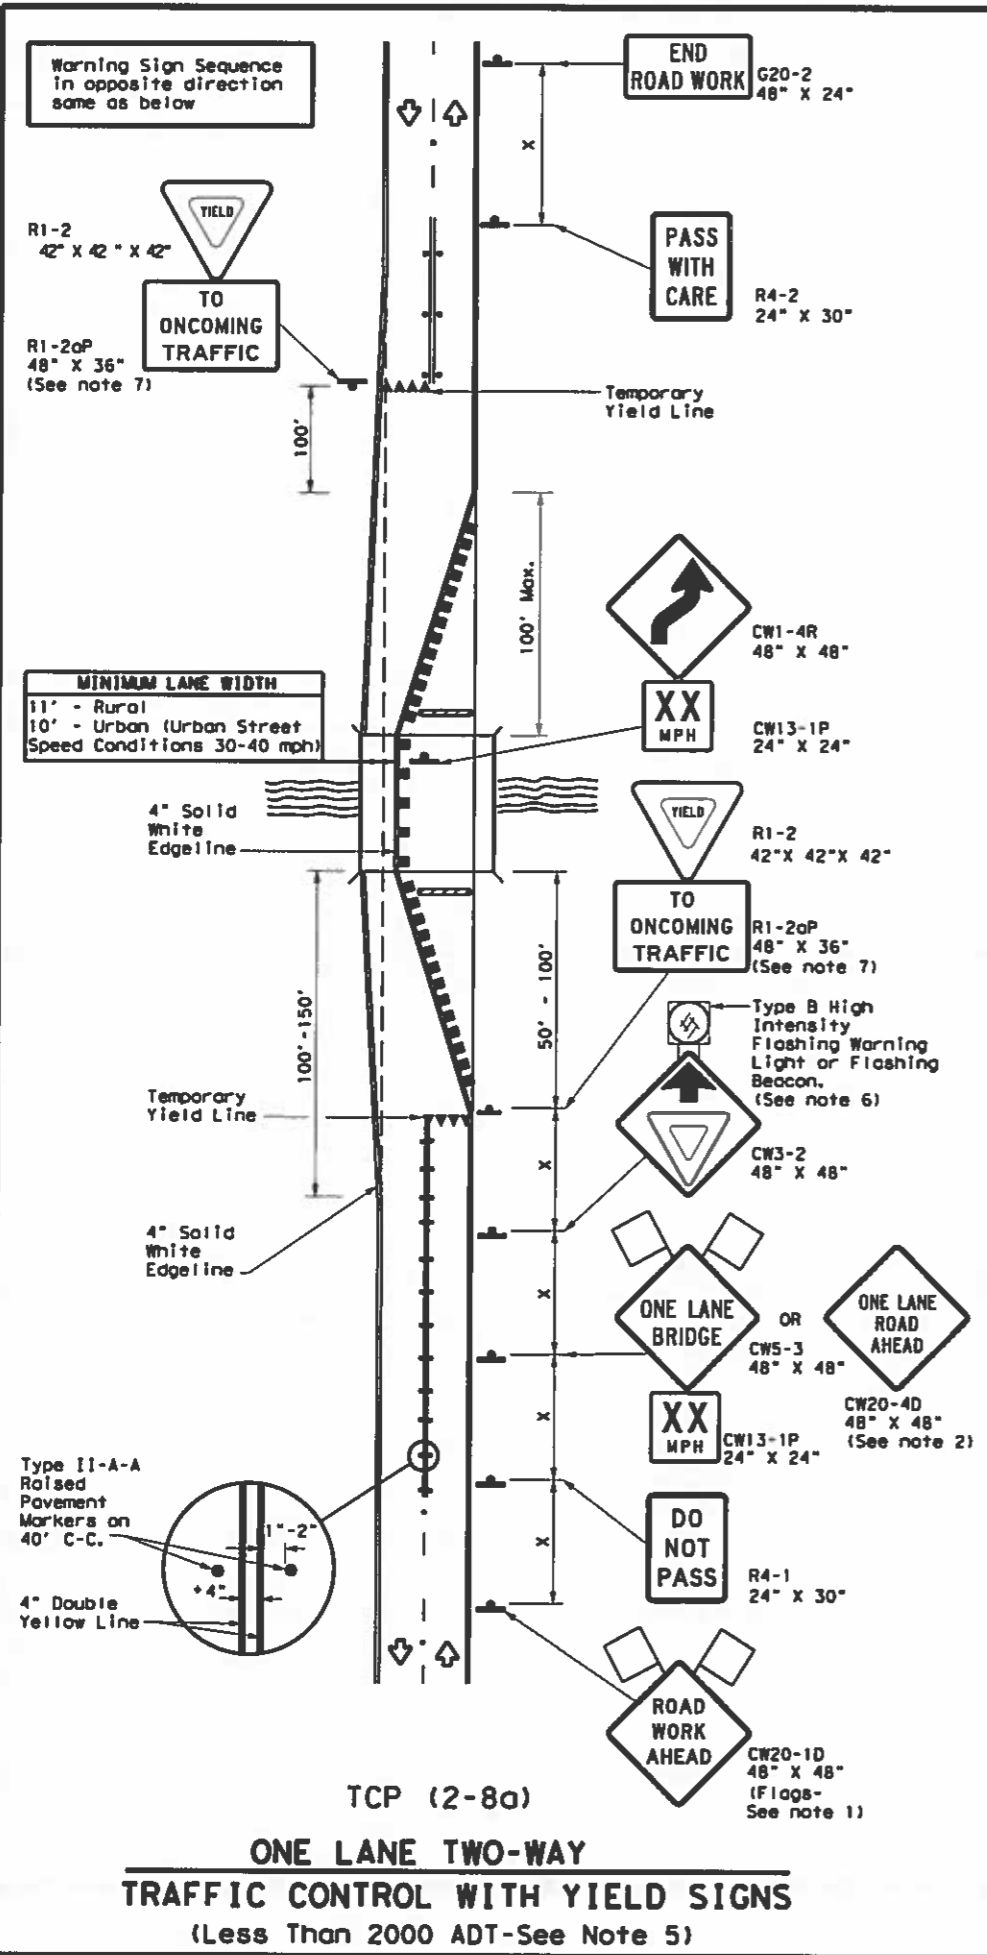 Warning Sign Sequence
in opposite direction
same as below
END
ROAD WORK
G20-2
48" X 24"
X
YIELD
R1-2
42" X 42 " X 42"
TO
ONCOMING
TRAFFIC
R1-2aP
48" X 36"
(See note 7)
PASS
WITH
CARE
R4-2
24" X 30"
Temporary
Yield Line
100'
100' Max.
CW1-4R
48" X 48"
XX
MPH
CW13-1P
24" X 24"
MINIMUM LANE WIDTH
11' - Rural
10' - Urban (Urban Street
Speed Conditions 30-40 mph)
4" Solid
White
Edgeline
YIELD
R1-2
42"X 42"X 42"
TO
ONCOMING
TRAFFIC
R1-2aP
48" X 36"
(See note 7)
50' - 100'
100'-150'
Type B High
Intensity
Flashing Warning
Light or Flashing
Beacon.
(See note 6)
Temporary
Yield Line
CW3-2
48" X 48"
X
4" Solid
White
Edgeline
X
ONE LANE
BRIDGE
OR
CW5-3
48" X 48"
ONE LANE
ROAD
AHEAD
CW20-4D
48" X 48"
(See note 2)
XX
MPH
CW13-1P
24" X 24"
X
Type II-A-A
Raised
Pavement
Markers on
40' C-C.
1"-2"
+4"
4" Double
Yellow Line
X
DO
NOT
PASS
R4-1
24" X 30"
ROAD
WORK
AHEAD
CW20-1D
48" X 48"
(Flags-
See note 1)
TCP (2-8a)
ONE LANE TWO-WAY
TRAFFIC CONTROL WITH YIELD SIGNS
(Less Than 2000 ADT-See Note 5)